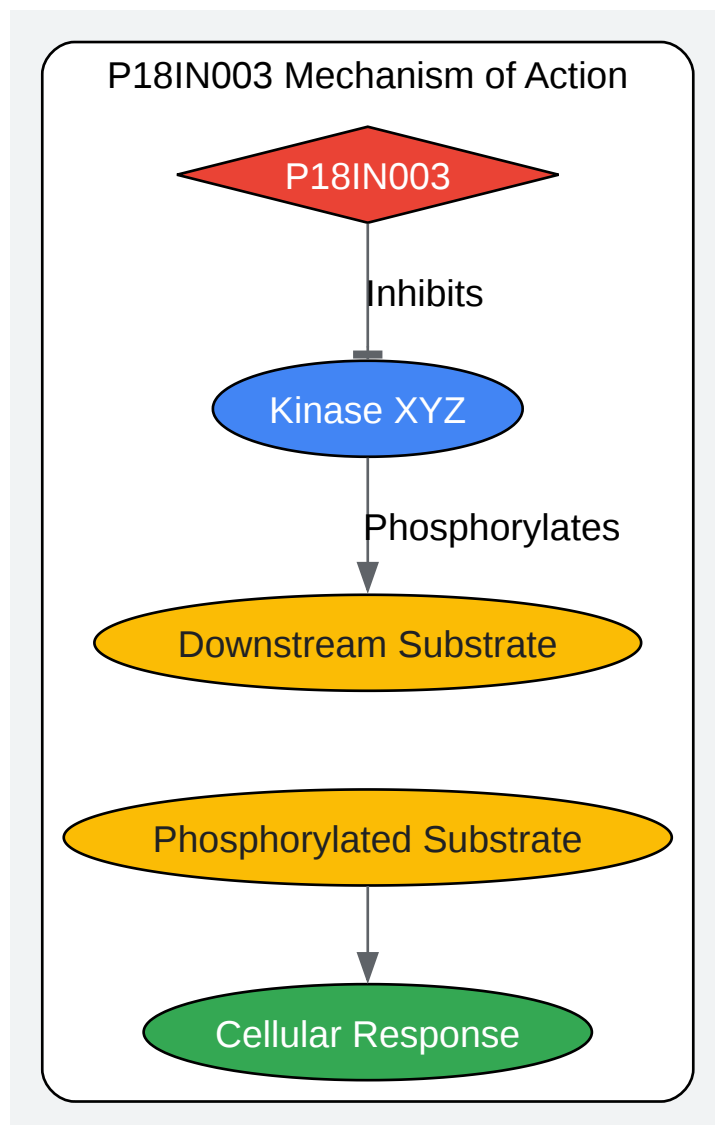 P18IN003 Mechanism of Action
P18IN003
Inhibits
Kinase XYZ
Phosphorylates
Downstream Substrate
Phosphorylated Substrate
Cellular Response